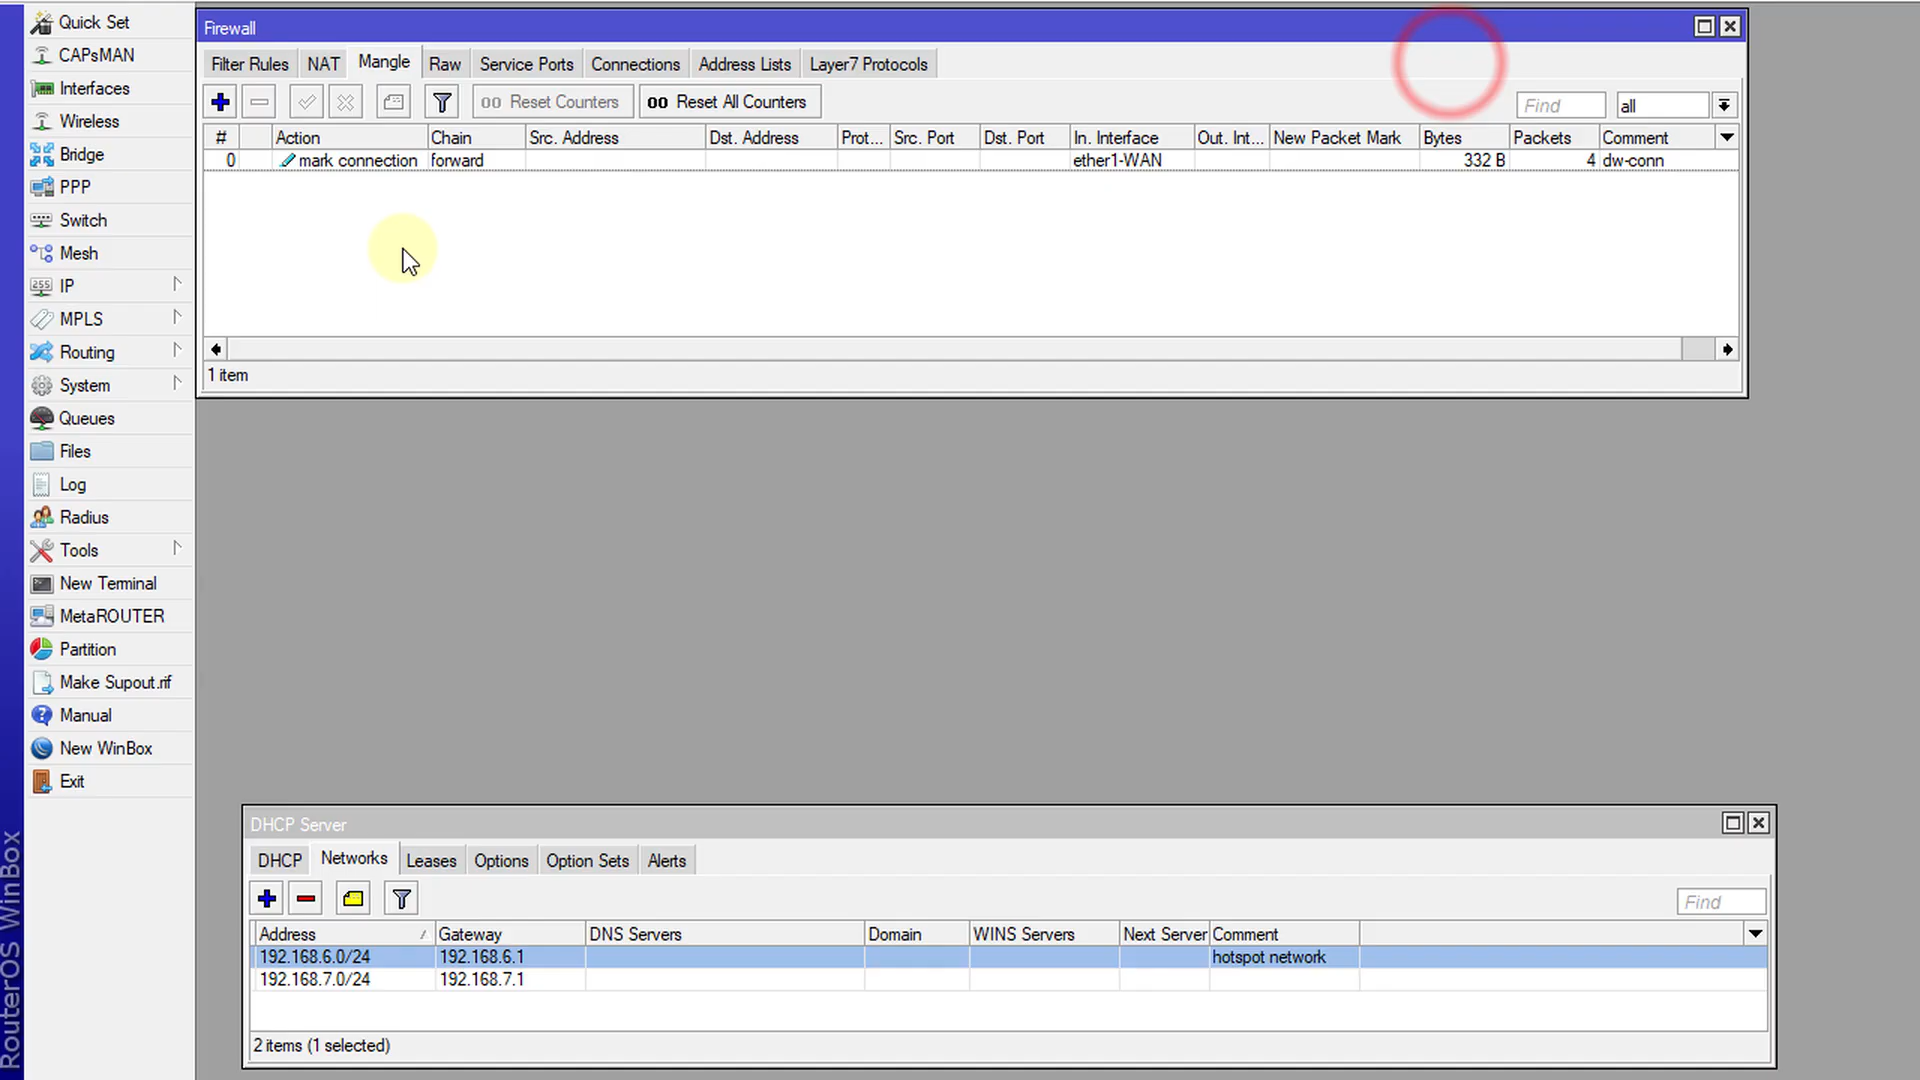 Quick Set
CAPsMAN
Interfaces
Wireless
Bridge
PPP
Switch
Mesh
255 IP
MPLS
Routing
System
Queues
Files
Log
Radius
Tools
New Terminal
MetaROUTER
Partition
Make Supout.rif
Manual
New WinBox
Exit
RouterOS WinBox
Firewall
Filter Rules NAT Mangle Raw Service Ports Connections Address Lists Layer7 Protocols
00 Reset Counters 00 Reset All Counters Find all
# Action Chain Src. Address Dst. Address Prot... Src. Port Dst. Port In. Interface Out. Int... New Packet Mark Bytes Packets Comment
0 mark connection forward ether1-WAN 332 B 4 dw-conn
1 item
DHCP Server
DHCP Networks Leases Options Option Sets Alerts
Find
Address Gateway DNS Servers Domain WINS Servers Next Server Comment
192.168.6.0/24 192.168.6.1 hotspot network
192.168.7.0/24 192.168.7.1
2 items (1 selected)